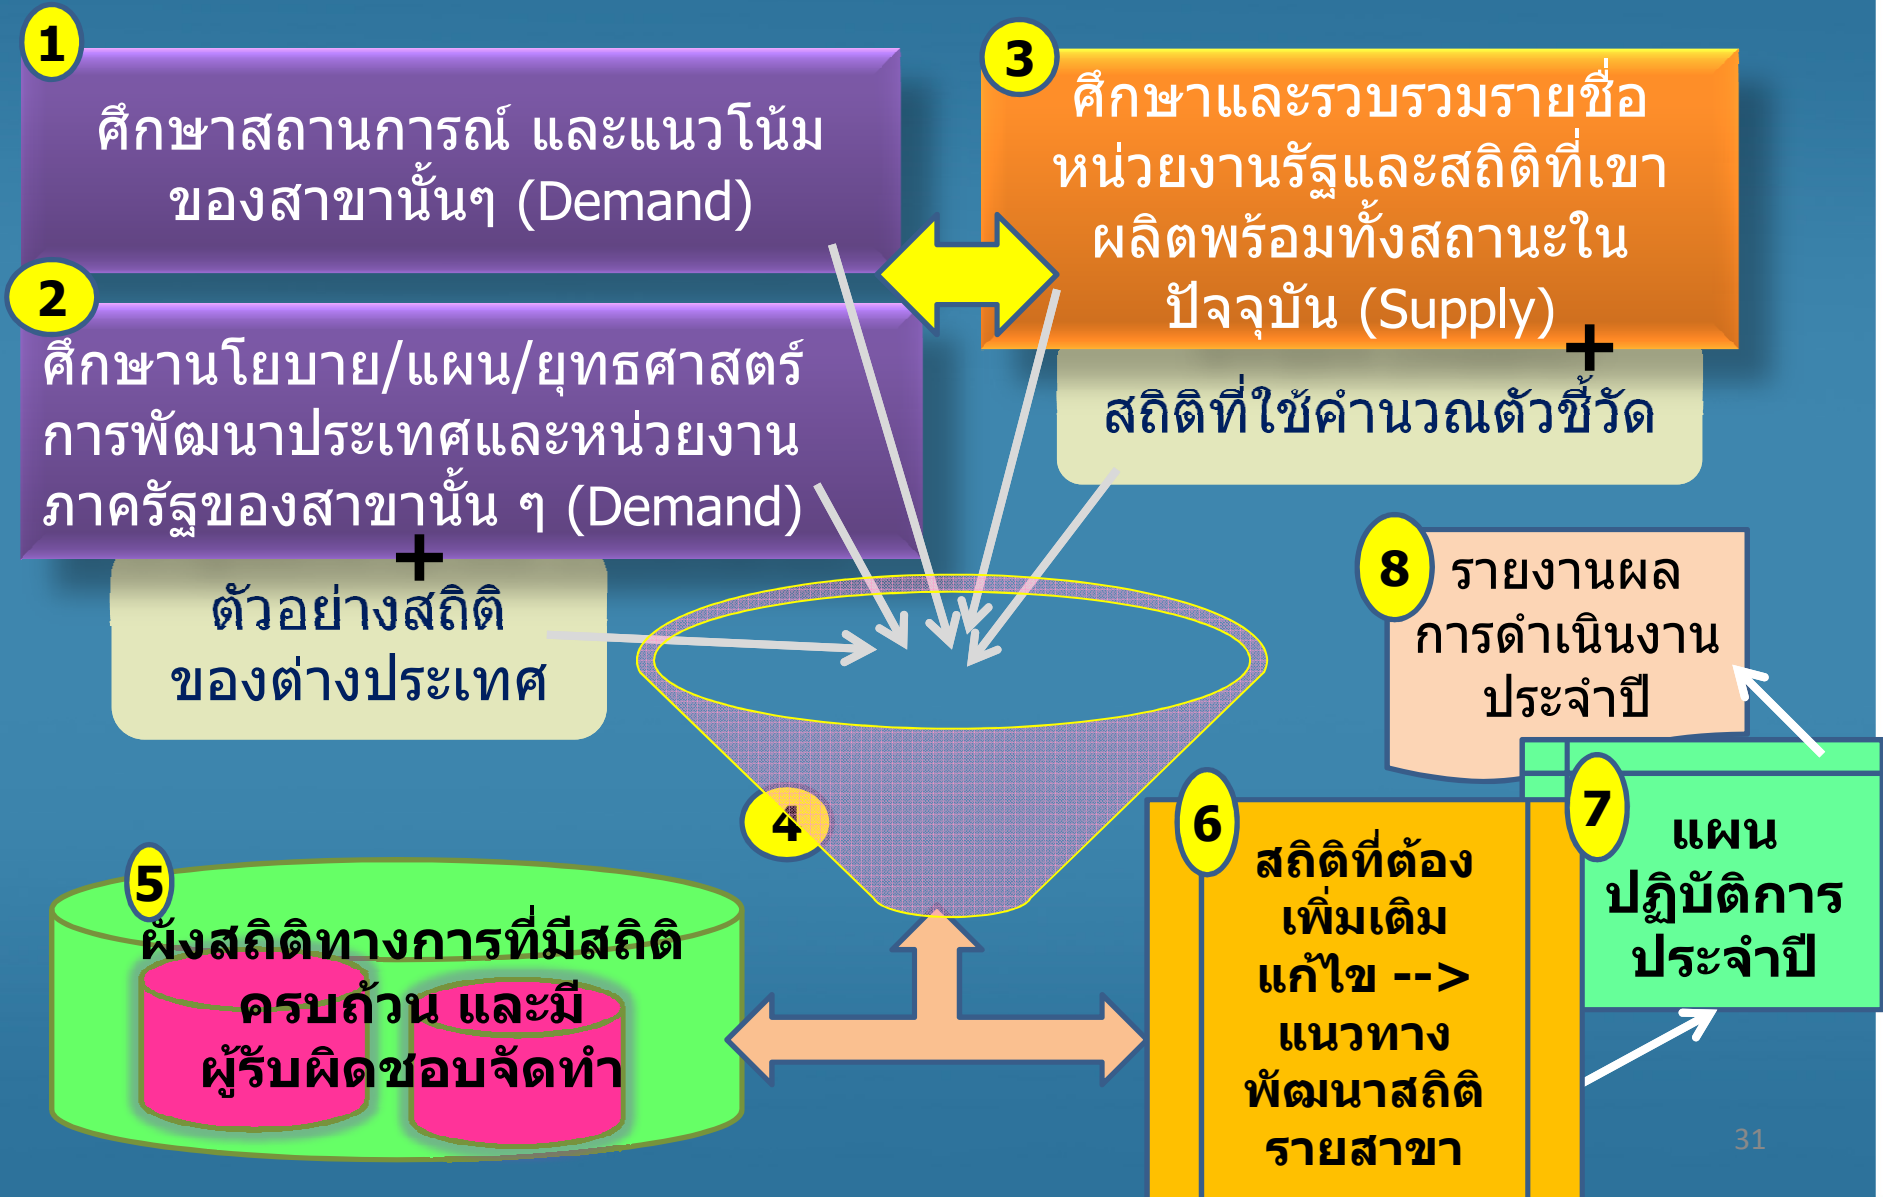 1
ศึกษาสถานการณ์ และแนวโน้ม
ของสาขานั้นๆ (Demand)
2
ศึกษานโยบาย/แผน/ยุทธศาสตร์
การพัฒนาประเทศและหน่วยงาน
ภาครัฐของสาขานั้น ๆ (Demand)
+
ตัวอย่างสถิติ
ของต่างประเทศ
3
ศึกษาและรวบรวมรายชื่อ
หน่วยงานรัฐและสถิติที่เขา
ผลิตพร้อมทั้งสถานะใน
ปัจจุบัน (Supply)
+
สถิติที่ใช้คำนวณตัวชี้วัด
4
5
ผังสถิติทางการที่มีสถิติ
ครบถ้วน และมี
ผู้รับผิดชอบจัดทำ
6
สถิติที่ต้อง
เพิ่มเติม
แก้ไข -->
แนวทาง
พัฒนาสถิติ
รายสาขา
7
แผน
ปฏิบัติการ
ประจำปี
8
รายงานผล
การดำเนินงาน
ประจำปี
31